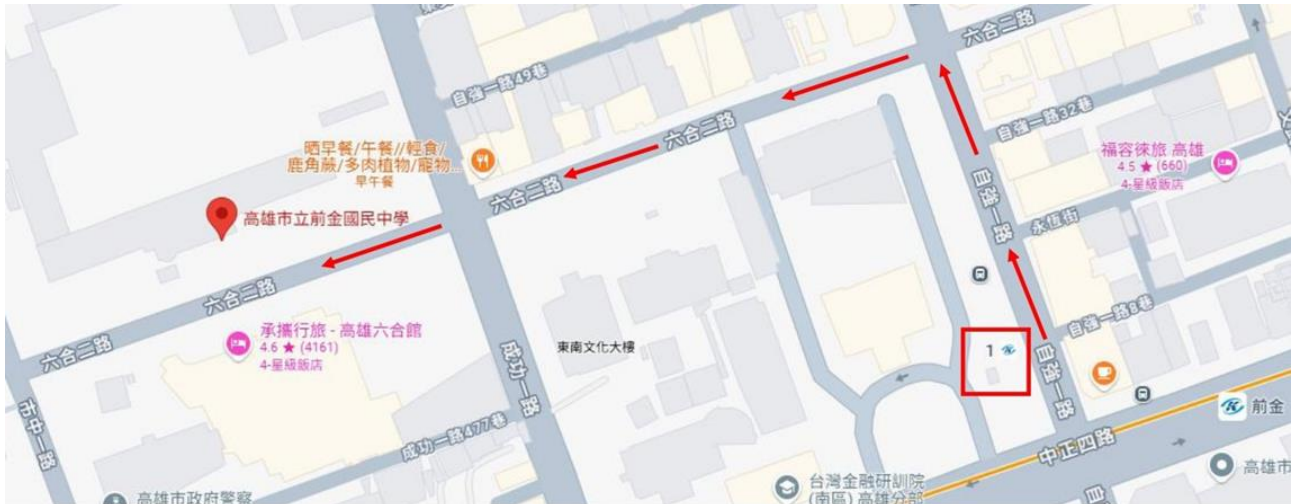 六合二路
自強一路49巷
六合二路
自強一路32巷
晒早餐/午餐//輕食/
鹿角蕨/多肉植物/寵物...
早午餐
福容徠旅 高雄
4.5 ★ (660)
4-星級飯店
六合二路
自強一路
高雄市立前金國民中學
永恆街
六合二路
自強一路8巷
承攜行旅 - 高雄六合館
4.6 ★ (4161)
4-星級飯店
東南文化大樓
1
六合二路
成功一路
自強一路
市中一路
成功一路477巷
前金
中正四路
台灣金融研訓院
(南區) 高雄分部
高雄市
高雄市政府警察
自